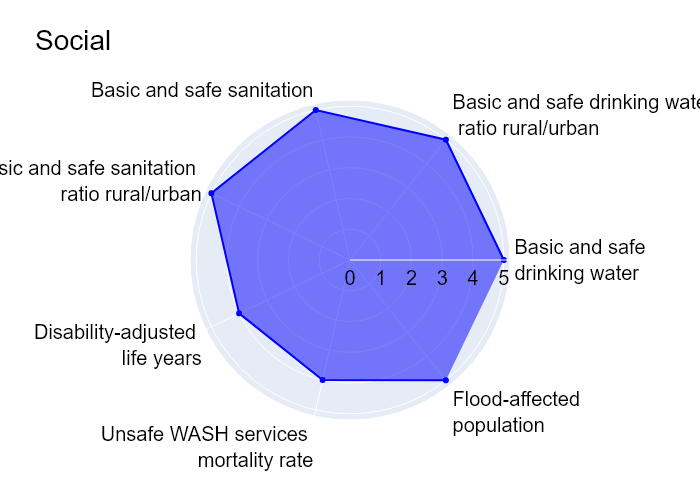 Social
Basic and safe sanitation
Basic and safe drinking wate
ratio rural/urban
sic and safe sanitation
ratio rural/urban
Basic and safe
drinking water
0 1 2 3 4 5
Disability-adjusted
life years
Flood-affected
population
Unsafe WASH services
mortality rate